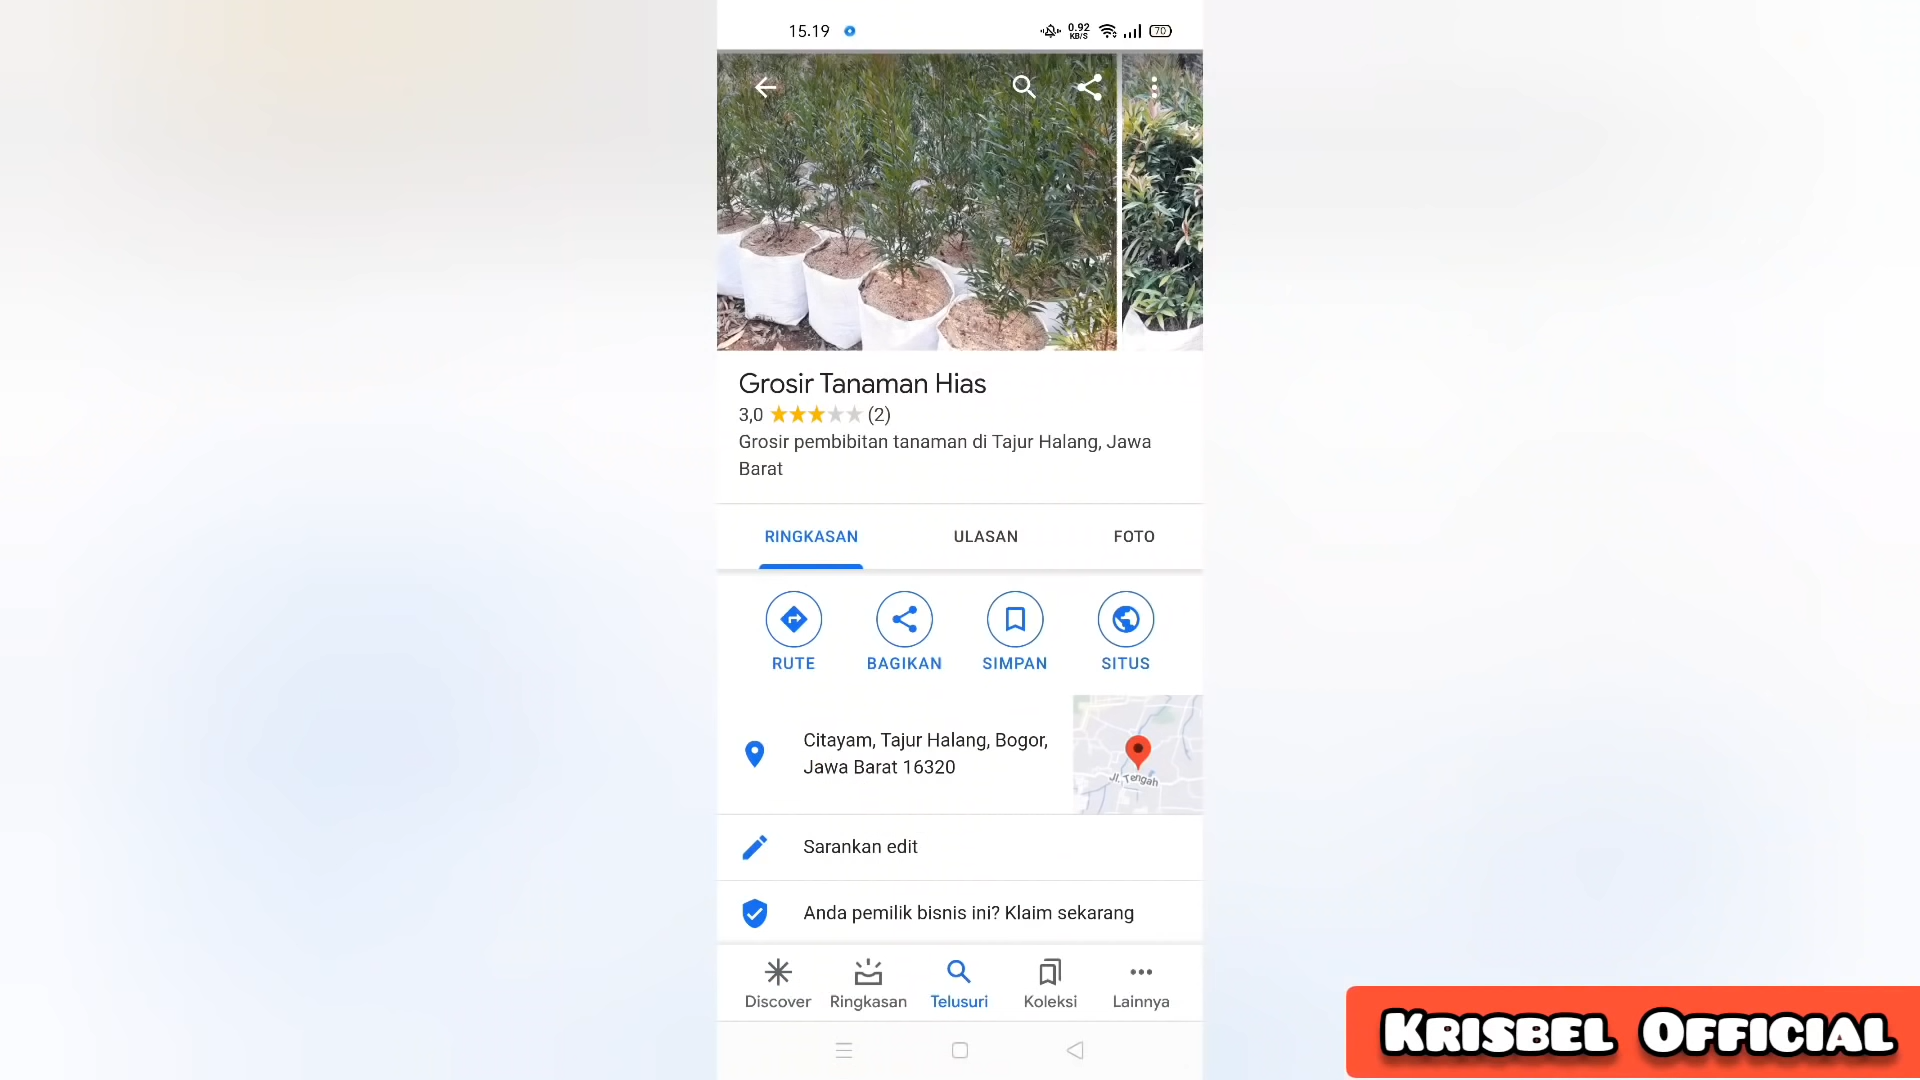 15.19
0.92
KB/S
70
Grosir Tanaman Hias
3,0 (2)
Grosir pembibitan tanaman di Tajur Halang, Jawa
Barat
RINGKASAN ULASAN FOTO
RUTE BAGIKAN SIMPAN SITUS
Citayam, Tajur Halang, Bogor,
Jawa Barat 16320
Jl. Tengah
Sarankan edit
Anda pemilik bisnis ini? Klaim sekarang
Discover Ringkasan Telusuri Koleksi Lainnya
KRISBEL OFFICIAL